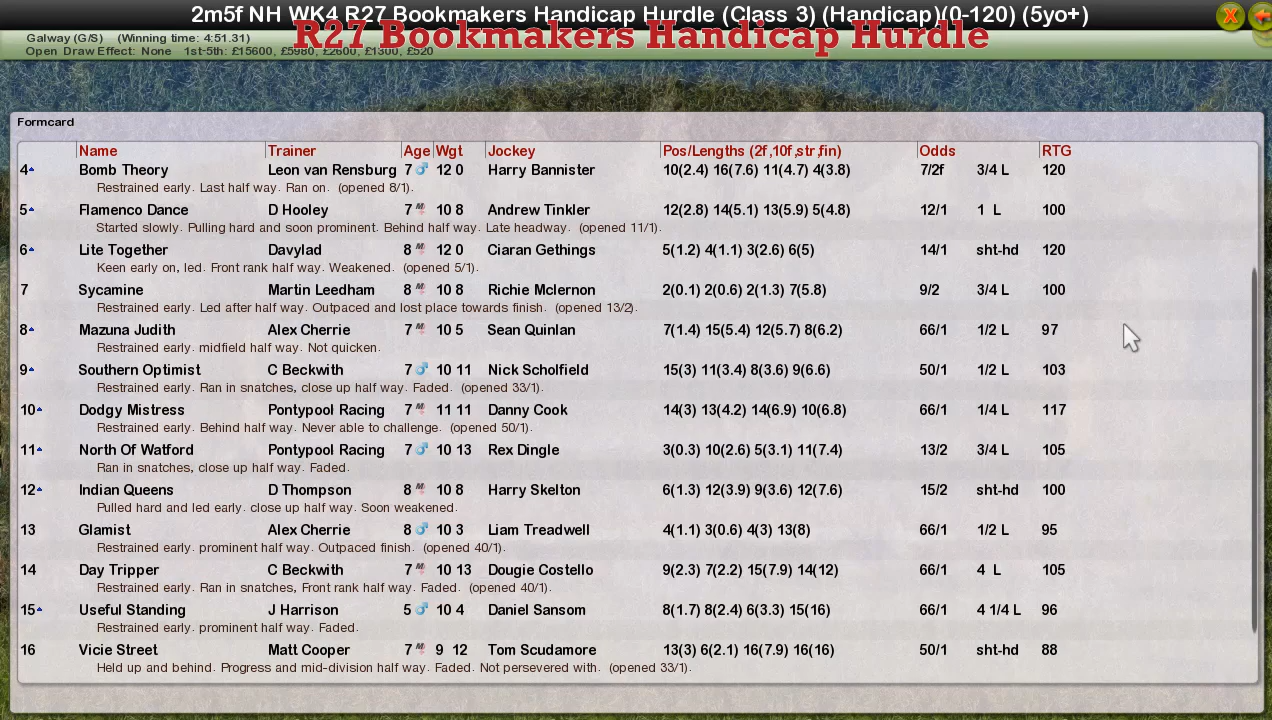 2m5f NH WK4 R27 Bookmakers Handicap Hurdle (Class 3) (Handicap)(0-120) (5yo+)
R27 Bookmakers Handicap Hurdle
Galway (G/S) (Winning time: 4:51.31)
Open Draw Effect: None 1st-5th: £15600, £5980, £2600, £1300, £520
Formcard
Name Trainer Age Wgt Jockey Pos/Lengths (2f,10f,str,fin) Odds RTG
4 Bomb Theory Leon van Rensburg 7 12 0 Harry Bannister 10(2.4) 16(7.6) 11(4.7) 4(3.8) 7/2f 3/4 L 120
Restrained early. Last half way. Ran on. (opened 8/1).
5 Flamenco Dance D Hooley 7 M 10 8 Andrew Tinkler 12(2.8) 14(5.1) 13(5.9) 5(4.8) 12/1 1 L 100
Started slowly. Pulling hard and soon prominent. Behind half way. Late headway. (opened 11/1).
6 Lite Together Davylad 8 M 12 0 Ciaran Gethings 5(1.2) 4(1.1) 3(2.6) 6(5) 14/1 sht-hd 120
Keen early on, led. Front rank half way. Weakened. (opened 5/1).
7 Sycamine Martin Leedham 8 M 10 8 Richie Mclernon 2(0.1) 2(0.6) 2(1.3) 7(5.8) 9/2 3/4 L 100
Restrained early. Led after half way. Outpaced and lost place towards finish. (opened 13/2).
8 Mazuna Judith Alex Cherrie 7 M 10 5 Sean Quinlan 7(1.4) 15(5.4) 12(5.7) 8(6.2) 66/1 1/2 L 97
Restrained early. midfield half way. Not quicken.
9 Southern Optimist C Beckwith 7 10 11 Nick Scholfield 15(3) 11(3.4) 8(3.6) 9(6.6) 50/1 1/2 L 103
Restrained early. Ran in snatches, close up half way. Faded. (opened 33/1).
10 Dodgy Mistress Pontypool Racing 7 M 11 11 Danny Cook 14(3) 13(4.2) 14(6.9) 10(6.8) 66/1 1/4 L 117
Restrained early. Behind half way. Never able to challenge. (opened 50/1).
11 North Of Watford Pontypool Racing 7 10 13 Rex Dingle 3(0.3) 10(2.6) 5(3.1) 11(7.4) 13/2 3/4 L 105
Ran in snatches, close up half way. Faded.
12 Indian Queens D Thompson 8 M 10 8 Harry Skelton 6(1.3) 12(3.9) 9(3.6) 12(7.6) 15/2 sht-hd 100
Pulled hard and led early. close up half way. Soon weakened.
13 Glamist Alex Cherrie 8 10 3 Liam Treadwell 4(1.1) 3(0.6) 4(3) 13(8) 66/1 1/2 L 95
Restrained early. prominent half way. Outpaced finish. (opened 40/1).
14 Day Tripper C Beckwith 7 M 10 13 Dougie Costello 9(2.3) 7(2.2) 15(7.9) 14(12) 66/1 4 L 105
Restrained early. Ran in snatches, Front rank half way. Faded. (opened 40/1).
15 Useful Standing J Harrison 5 10 4 Daniel Sansom 8(1.7) 8(2.4) 6(3.3) 15(16) 66/1 4 1/4 L 96
Restrained early. prominent half way. Faded.
16 Vicie Street Matt Cooper 7 M 9 12 Tom Scudamore 13(3) 6(2.1) 16(7.9) 16(16) 50/1 sht-hd 88
Held up and behind. Progress and mid-division half way. Faded. Not persevered with. (opened 33/1).